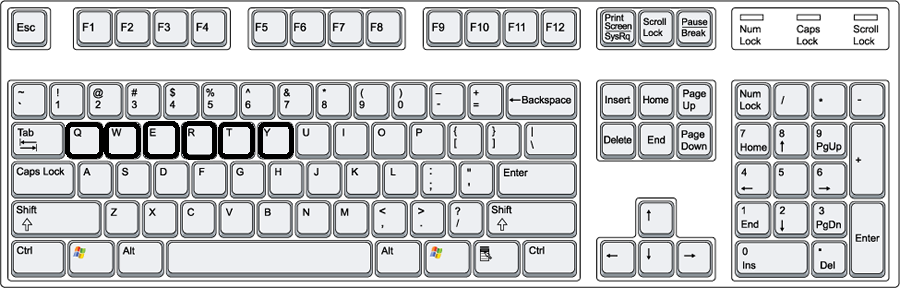 Esc F1 F2 F3 F4 F5 F6 F7 F8 F9 F10 F11 F12 Print Screen SysRq Scroll Lock Pause Break Num Lock Caps Lock Scroll Lock
~ ` ! 1 @ 2 # 3 $ 4 % 5 ^ 6 & 7 * 8 ( 9 ) 0 _ - + = ←Backspace Insert Home Page Up Num Lock / * -
Tab Q W E R T Y U I O P { [ } ] | \ Delete End Page Down 7 Home 8 ↑ 9 PgUp +
Caps Lock A S D F G H J K L : ; " ' Enter 4 ← 5 6 →
Shift Z X C V B N M < , > . ? / Shift ↑ 1 End 2 ↓ 3 PgDn Enter
Ctrl Alt Alt Ctrl ← ↓ → 0 Ins . Del